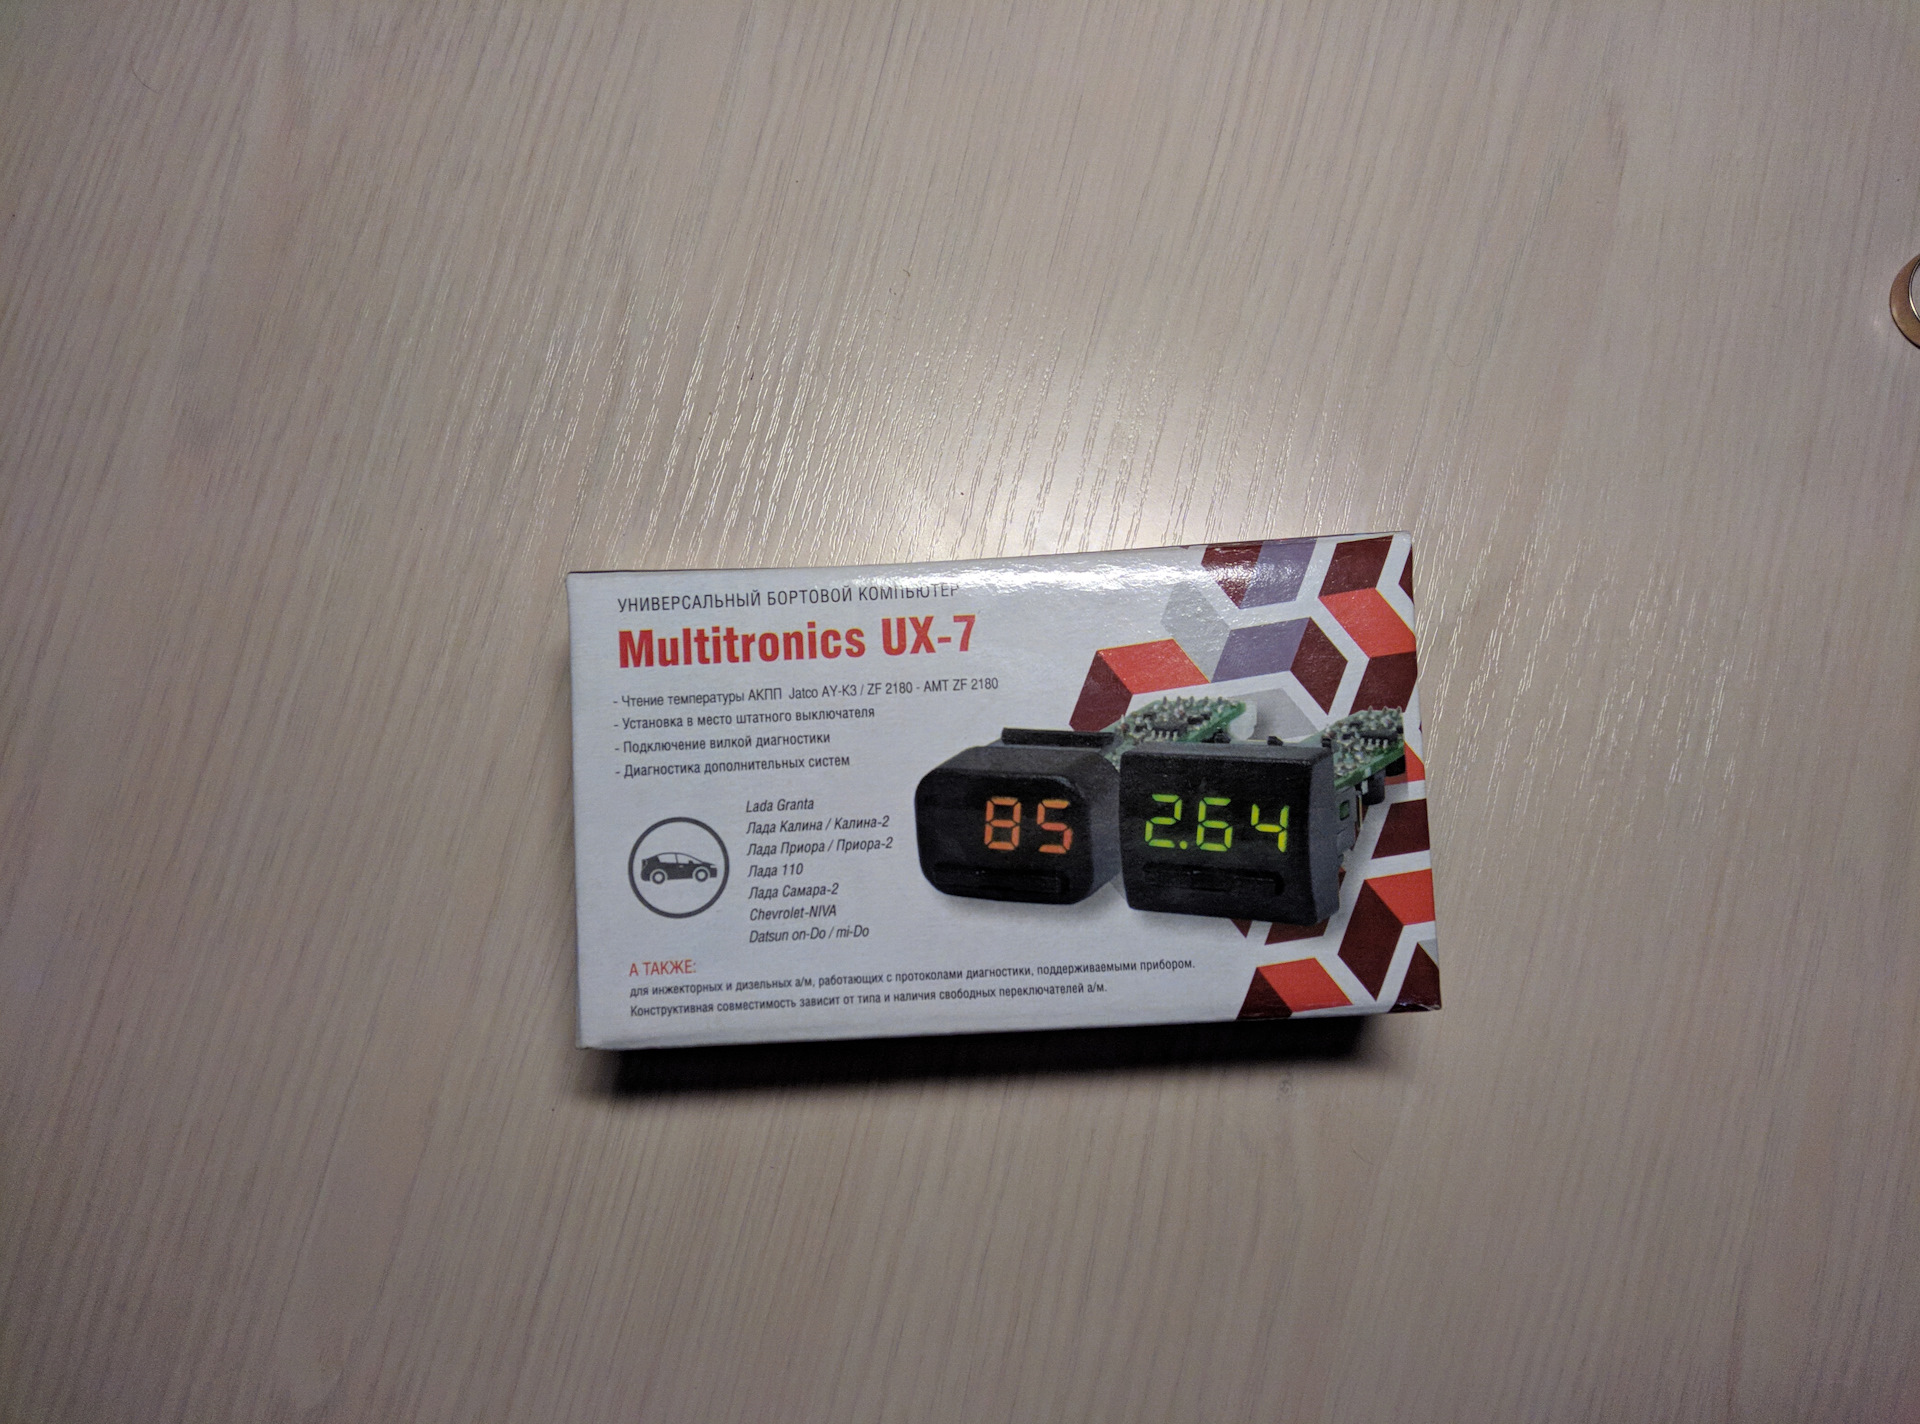 УНИВЕРСАЛЬНЫЙ БОРТОВОЙ КОМПЬЮТЕР
Multitronics UX-7
- Чтение температуры АКПП Jatco AY-K3 / ZF 2180 - АМТ ZF 2180
- Установка в место штатного выключателя
- Подключение вилкой диагностики
- Диагностика дополнительных систем
85
2.64
Lada Granta
Лада Калина / Калина-2
Лада Приора / Приора-2
Лада 110
Лада Самара-2
Chevrolet-NIVA
Datsun on-Do / mi-Do
А ТАКЖЕ:
для инжекторных и дизельных а/м, работающих с протоколами диагностики, поддерживаемыми прибором.
Конструктивная совместимость зависит от типа и наличия свободных переключателей а/м.